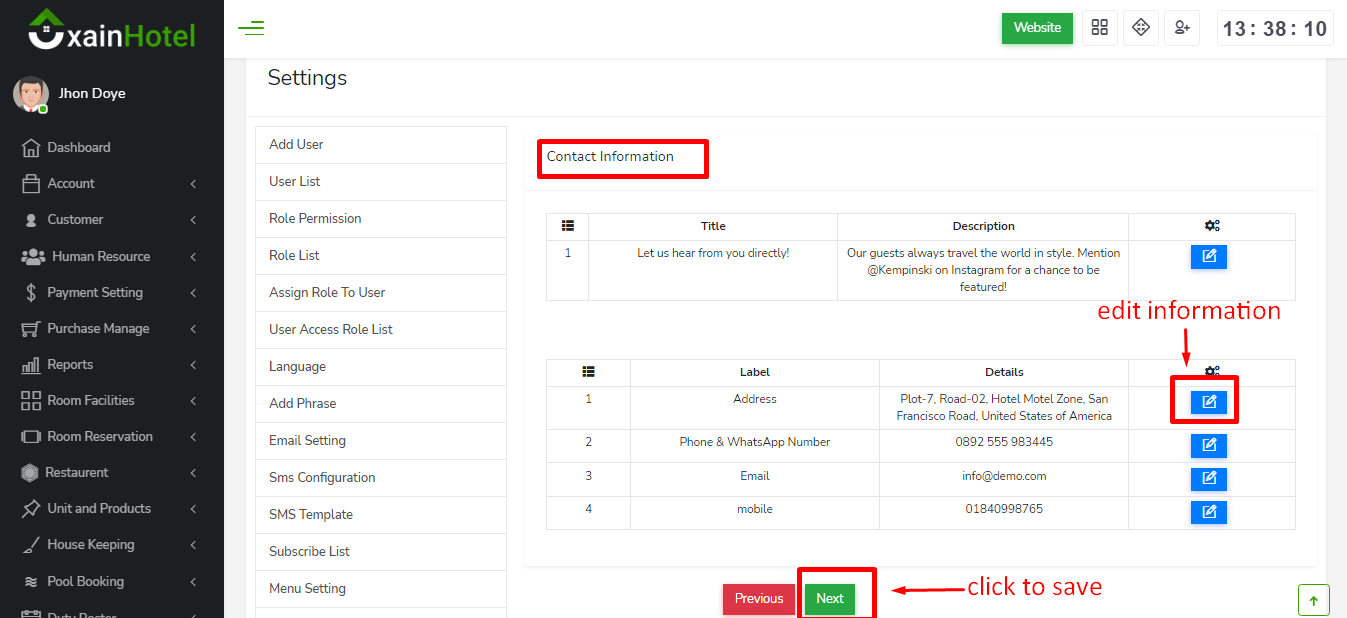 xainHotel
Website
13 : 38 : 10
Jhon Doye
Dashboard
Account
Customer
Human Resource
Payment Setting
Purchase Manage
Reports
Room Facilities
Room Reservation
Restaurent
Unit and Products
House Keeping
Pool Booking
Duty Roster
Settings
Add User
User List
Role Permission
Role List
Assign Role To User
User Access Role List
Language
Add Phrase
Email Setting
Sms Configuration
SMS Template
Subscribe List
Menu Setting
Contact Information
Title Description
1 Let us hear from you directly! Our guests always travel the world in style. Mention
@Kempinski on Instagram for a chance to be
featured!
edit information
Label Details
1 Address Plot-7, Road-02, Hotel Motel Zone, San
Francisco Road, United States of America
2 Phone & WhatsApp Number 0892 555 983445
3 Email info@demo.com
4 mobile 01840998765
Previous Next click to save